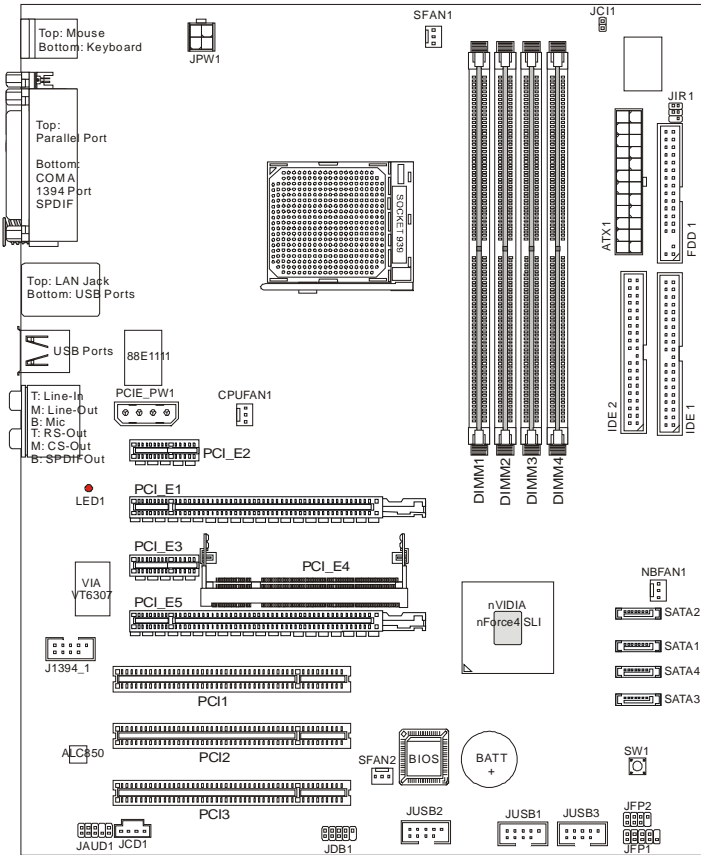 Top: Mouse
Bottom: Keyboard
JPW1
SFAN1
JCI1
JIR1
Top:
Parallel Port
Bottom:
COM A
1394 Port
SPDIF
SOCKET 939
ATX1
FDD 1
Top: LAN Jack
Bottom: USB Ports
USB Ports
88E1111
IDE 2
IDE 1
PCIE_PW1
CPUFAN1
T: Line-In
M: Line-Out
B: Mic
T: RS-Out
M: CS-Out
B: SPDIFOut
PCI_E2
DIMM1
DIMM2
DIMM3
DIMM4
LED1
PCI_E1
PCI_E3
PCI_E4
VIA
VT6307
PCI_E5
nVIDIA
nForce4 SLI
NBFAN1
SATA2
SATA1
SATA4
SATA3
J1394_1
PCI1
ALC850
PCI2
SFAN2
BIOS
BATT
+
SW1
PCI3
JAUD1
JCD1
JDB1
JUSB2
JUSB1
JUSB3
JFP2
JFP1